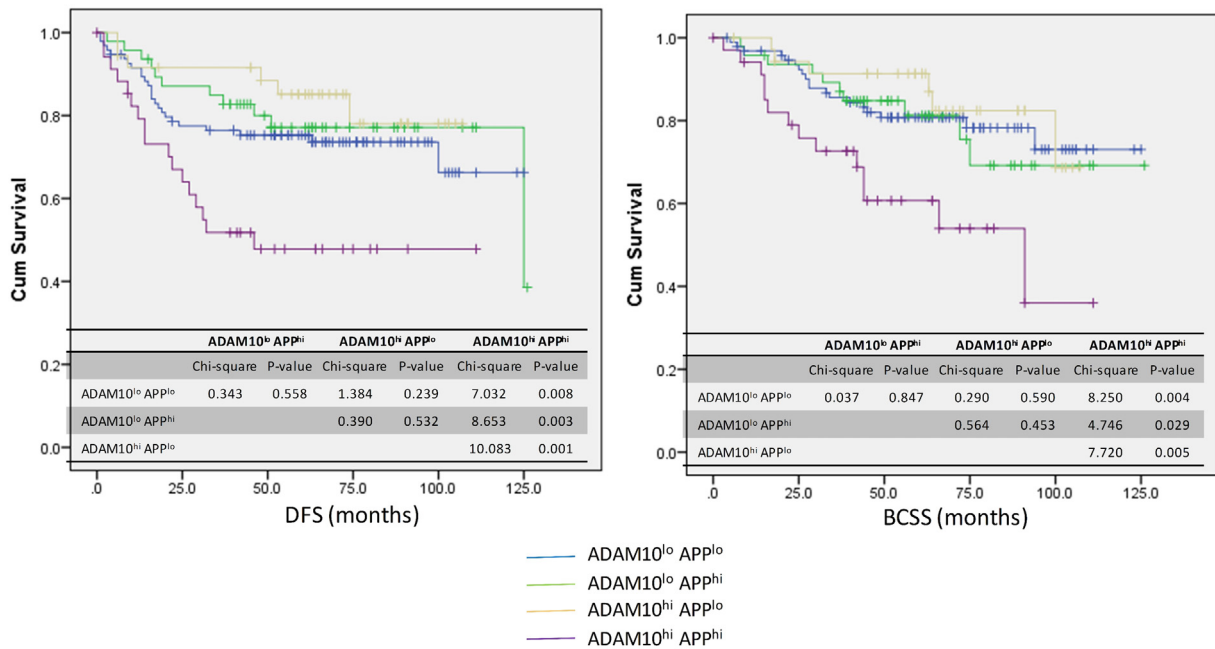 Cum Survival
1.0
0.8
0.6
0.4
0.2
0.0
ADAM10ˡᵒ APPʰⁱ ADAM10ʰⁱ APPˡᵒ ADAM10ʰⁱ APPʰⁱ
Chi-square P-value Chi-square P-value Chi-square P-value
ADAM10ˡᵒ APPˡᵒ 0.343 0.558 1.384 0.239 7.032 0.008
ADAM10ˡᵒ APPʰⁱ 0.390 0.532 8.653 0.003
ADAM10ʰⁱ APPˡᵒ 10.083 0.001
.0 25.0 50.0 75.0 100.0 125.0
DFS (months)
Cum Survival
1.0
0.8
0.6
0.4
0.2
0.0
ADAM10ˡᵒ APPʰⁱ ADAM10ʰⁱ APPˡᵒ ADAM10ʰⁱ APPʰⁱ
Chi-square P-value Chi-square P-value Chi-square P-value
ADAM10ˡᵒ APPˡᵒ 0.037 0.847 0.290 0.590 8.250 0.004
ADAM10ˡᵒ APPʰⁱ 0.564 0.453 4.746 0.029
ADAM10ʰⁱ APPˡᵒ 7.720 0.005
.0 25.0 50.0 75.0 100.0 125.0
BCSS (months)
ADAM10ˡᵒ APPˡᵒ
ADAM10ˡᵒ APPʰⁱ
ADAM10ʰⁱ APPˡᵒ
ADAM10ʰⁱ APPʰⁱ